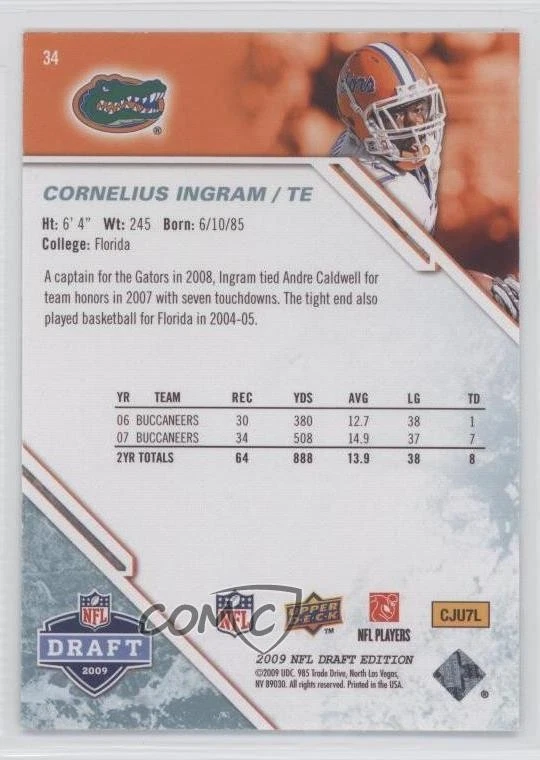 34
ors
®
CORNELIUS INGRAM / TE
Ht: 6' 4" Wt: 245 Born: 6/10/85
College: Florida
A captain for the Gators in 2008, Ingram tied Andre Caldwell for
team honors in 2007 with seven touchdowns. The tight end also
played basketball for Florida in 2004-05.
YR TEAM REC YDS AVG LG TD
06 BUCCANEERS 30 380 12.7 38 1
07 BUCCANEERS 34 508 14.9 37 7
2YR TOTALS 64 888 13.9 38 8
NFL
DRAFT
2009
COMC
NFL
UPPER
DECK
TM
NFL PLAYERS
CJU7L
2009 NFL DRAFT EDITION
©2009 UDC. 985 Trade Drive, North Las Vegas,
NV 89030. All rights reserved. Printed in the USA.
®